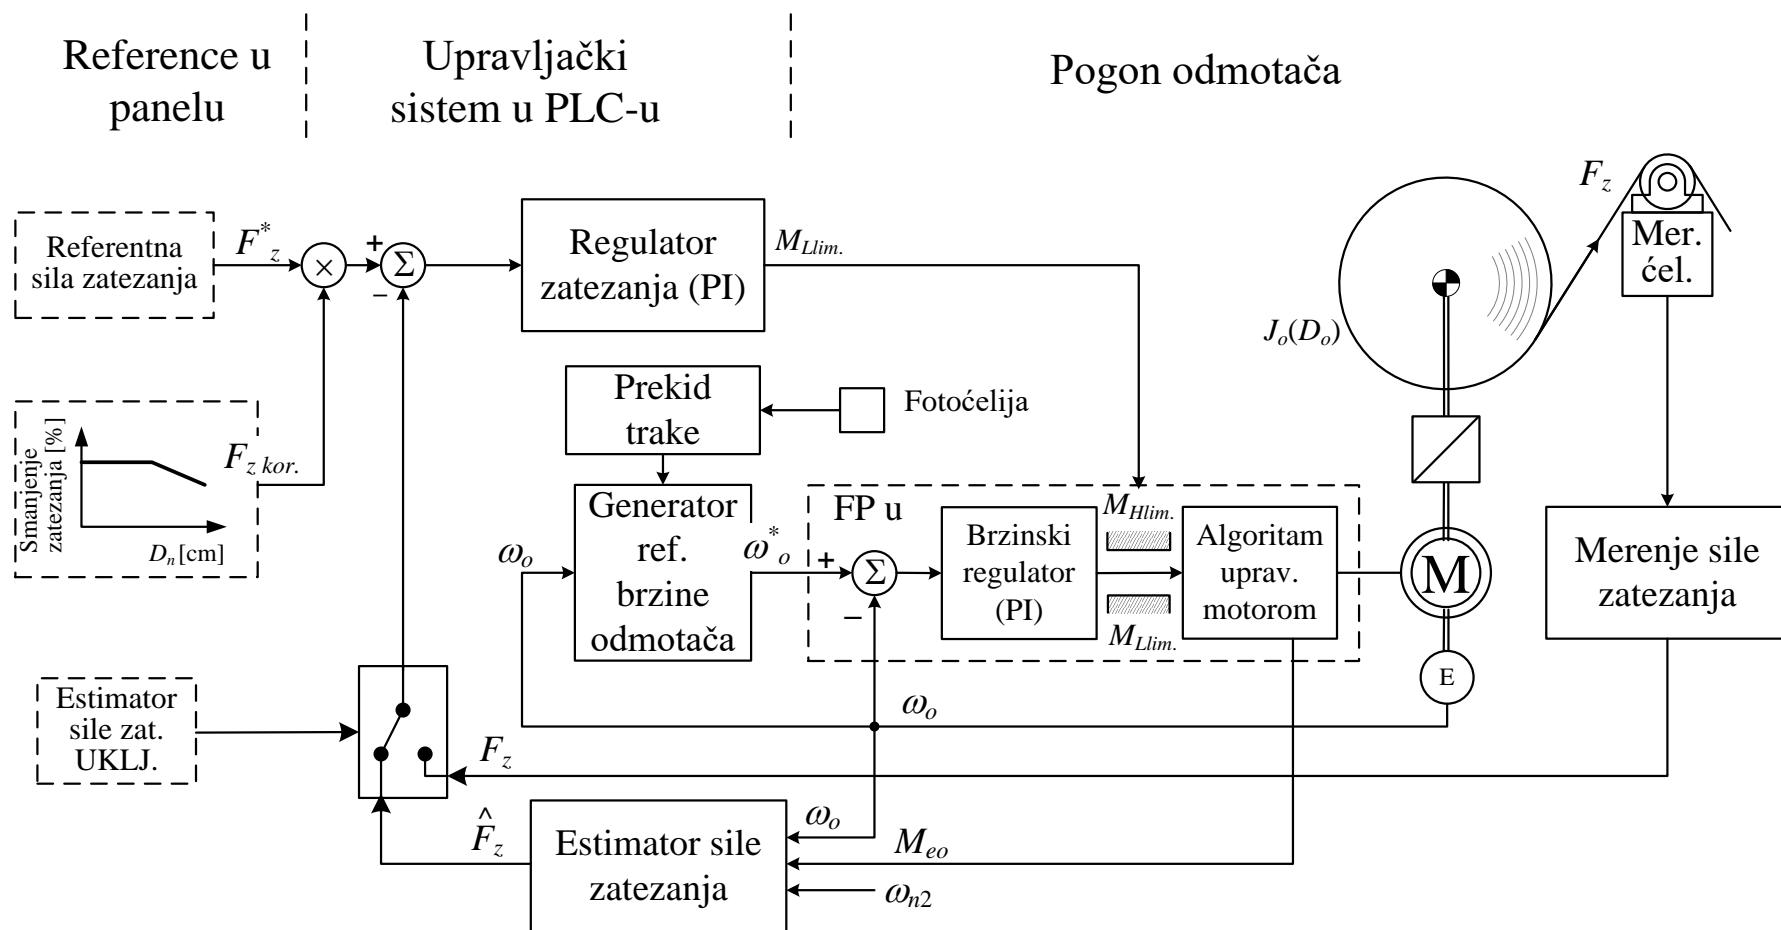 Reference u
panelu
Upravljački
sistem u PLC-u
Pogon odmotača
Referentna
sila zatezanja
F*z
×
+
Σ
−
Regulator
zatezanja (PI)
MLlim.
Fz
Mer.
ćel.
Jo(Do)
Prekid
trake
Fotoćelija
Smanjenje
zatezanja [%]
Dn [cm]
Fz kor.
Generator
ref.
brzine
odmotača
ωo
ω*o
FP u
+
Σ
−
Brzinski
regulator
(PI)
MHlim.
MLlim.
Algoritam
uprav.
motorom
M
E
Merenje sile
zatezanja
Estimator
sile zat.
UKLJ.
ωo
Fz
F̂z
Estimator sile
zatezanja
ωo
Meo
ωn2